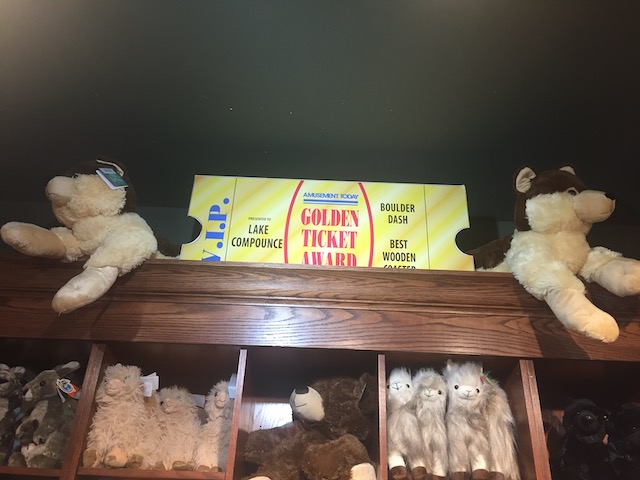 V.I.P.
PRESENTED TO
LAKE
COMPOUNCE
AMUSEMENT TODAY
GOLDEN
TICKET
AWARD
BOULDER
DASH
BEST
WOODEN
COASTER